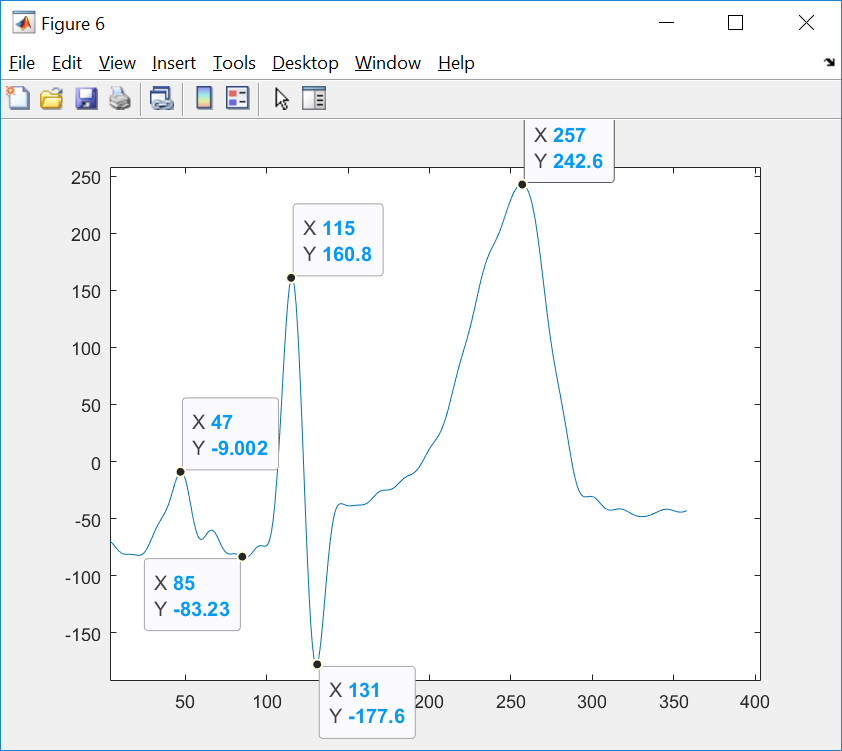 Figure 6
File Edit View Insert Tools Desktop Window Help
X 257
Y 242.6
X 115
Y 160.8
X 47
Y -9.002
X 85
Y -83.23
X 131
Y -177.6
250
200
150
100
50
0
-50
-100
-150
50 100 200 250 300 350 400